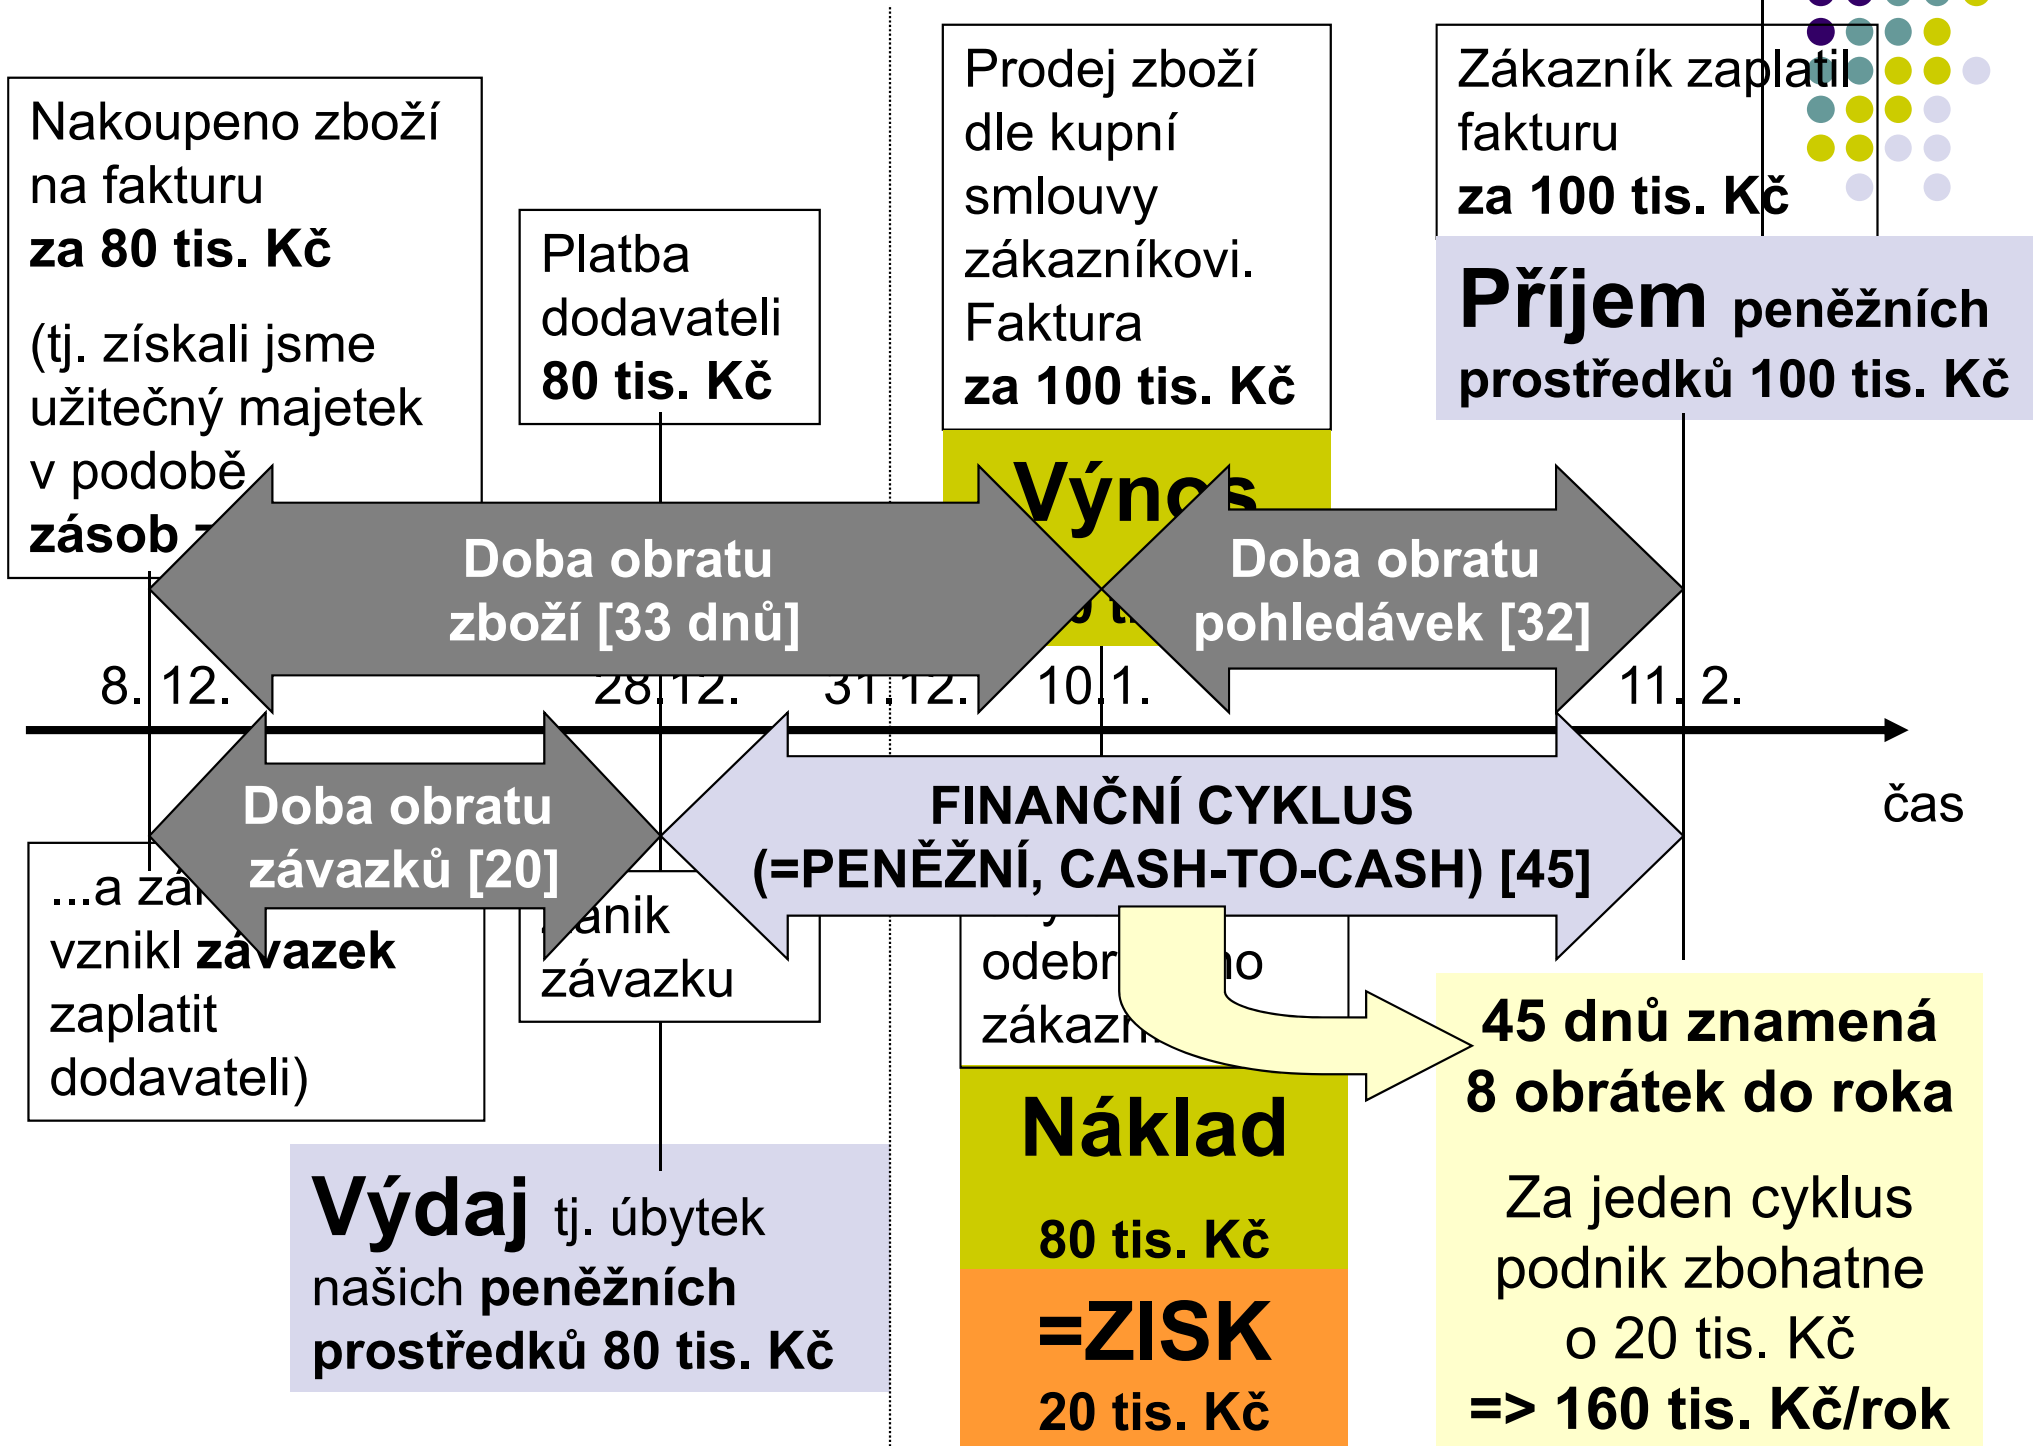 Nakoupeno zboží
na fakturu
za 80 tis. Kč
(tj. získali jsme
užitečný majetek
v podobě
zásob
Platba
dodavateli
80 tis. Kč
Prodej zboží
dle kupní
smlouvy
zákazníkovi.
Faktura
za 100 tis. Kč
Výnos
Zákazník zaplatil
fakturu
za 100 tis. Kč
Příjem peněžních
prostředků 100 tis. Kč
Doba obratu
zboží [33 dnů]
Doba obratu
pohledávek [32]
8. 12.
28.12.
31.12.
10.1.
11. 2.
čas
Doba obratu
závazků [20]
FINANČNÍ CYKLUS
(=PENĚŽNÍ, CASH-TO-CASH) [45]
...a
vznikl závazek
zaplatit
dodavateli)
závazku
Výdaj tj. úbytek
našich peněžních
prostředků 80 tis. Kč
Náklad
80 tis. Kč
=ZISK
20 tis. Kč
45 dnů znamená
8 obrátek do roka
Za jeden cyklus
podnik zbohatne
o 20 tis. Kč
=> 160 tis. Kč/rok